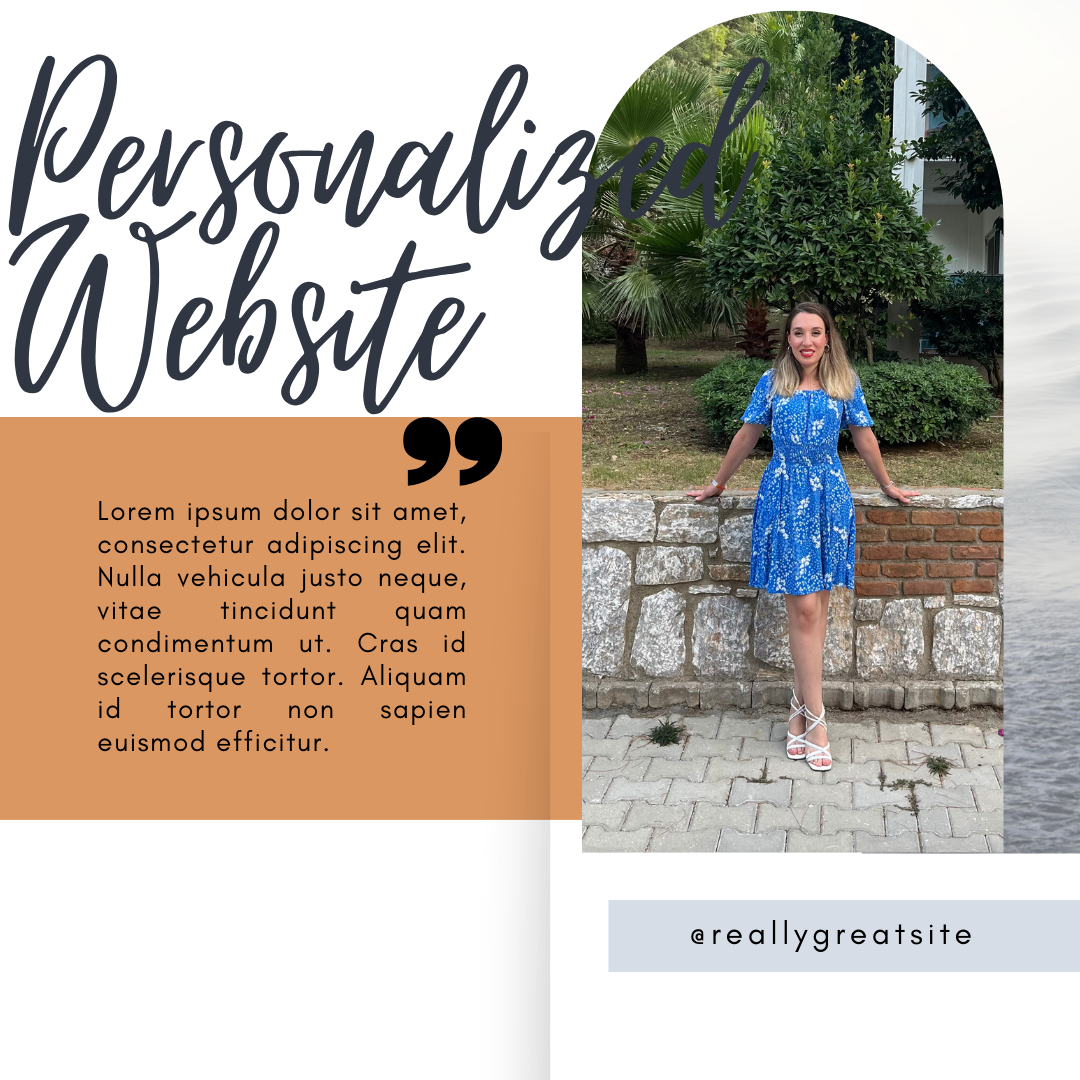 Personalized
Website
”
Lorem ipsum dolor sit amet,
consectetur adipiscing elit.
Nulla vehicula justo neque,
vitae tincidunt quam
condimentum ut. Cras id
scelerisque tortor. Aliquam
id tortor non sapien
euismod efficitur.
@reallygreatsite